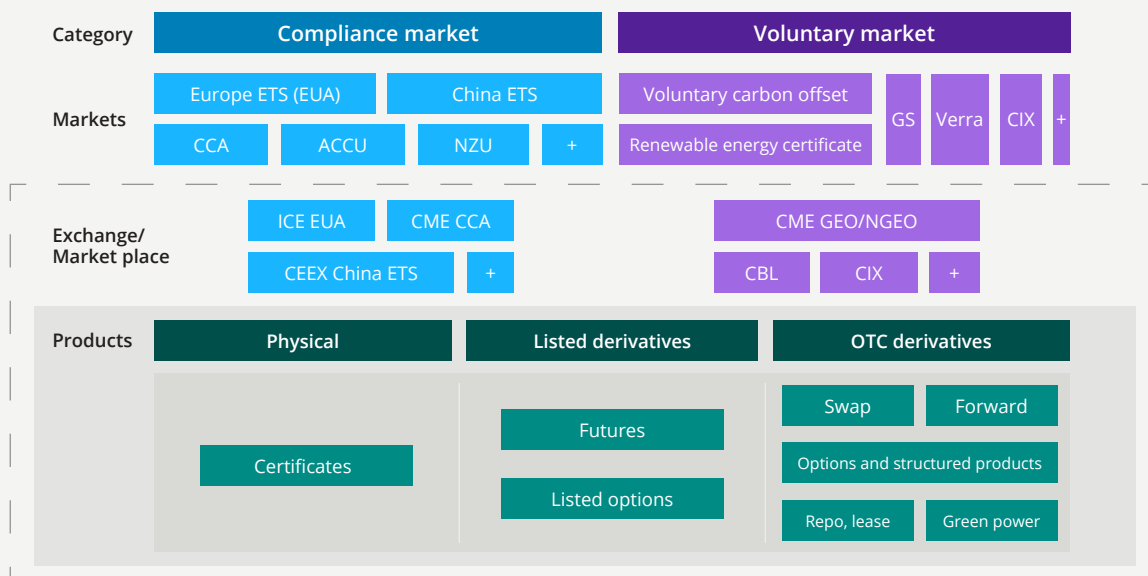 Category
Compliance market
Voluntary market
Markets
Europe ETS (EUA)
China ETS
CCA
ACCU
NZU
+
Voluntary carbon offset
Renewable energy certificate
GS
Verra
CIX
+
Exchange/
Market place
ICE EUA
CME CCA
CEEX China ETS
+
CME GEO/NGEO
CBL
CIX
+
Products
Physical
Listed derivatives
OTC derivatives
Certificates
Futures
Listed options
Swap
Forward
Options and structured products
Repo, lease
Green power